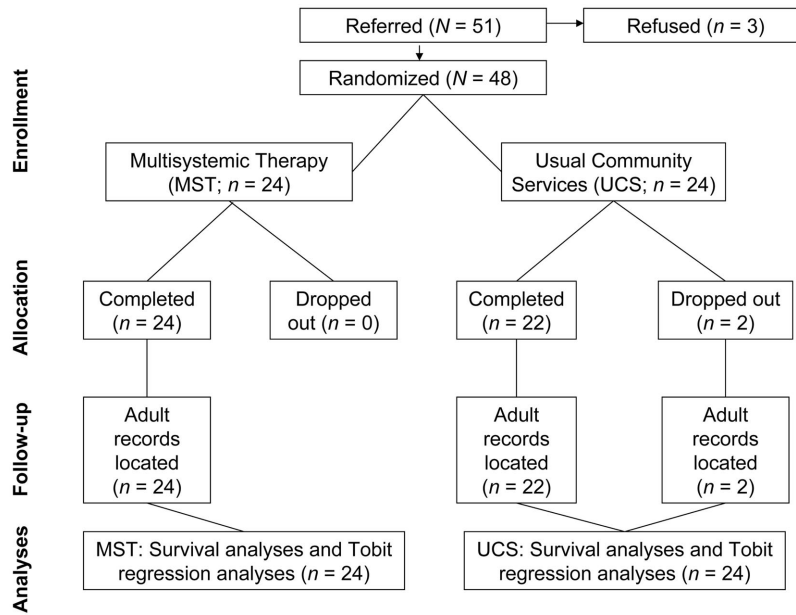 Referred (N = 51)
Refused (n = 3)
Randomized (N = 48)
Enrollment
Multisystemic Therapy
(MST; n = 24)
Usual Community
Services (UCS; n = 24)
Allocation
Completed
(n = 24)
Dropped
out (n = 0)
Completed
(n = 22)
Dropped out
(n = 2)
Follow-up
Adult
records
located
(n = 24)
Adult
records
located
(n = 22)
Adult
records
located
(n = 2)
Analyses
MST: Survival analyses and Tobit
regression analyses (n = 24)
UCS: Survival analyses and Tobit
regression analyses (n = 24)